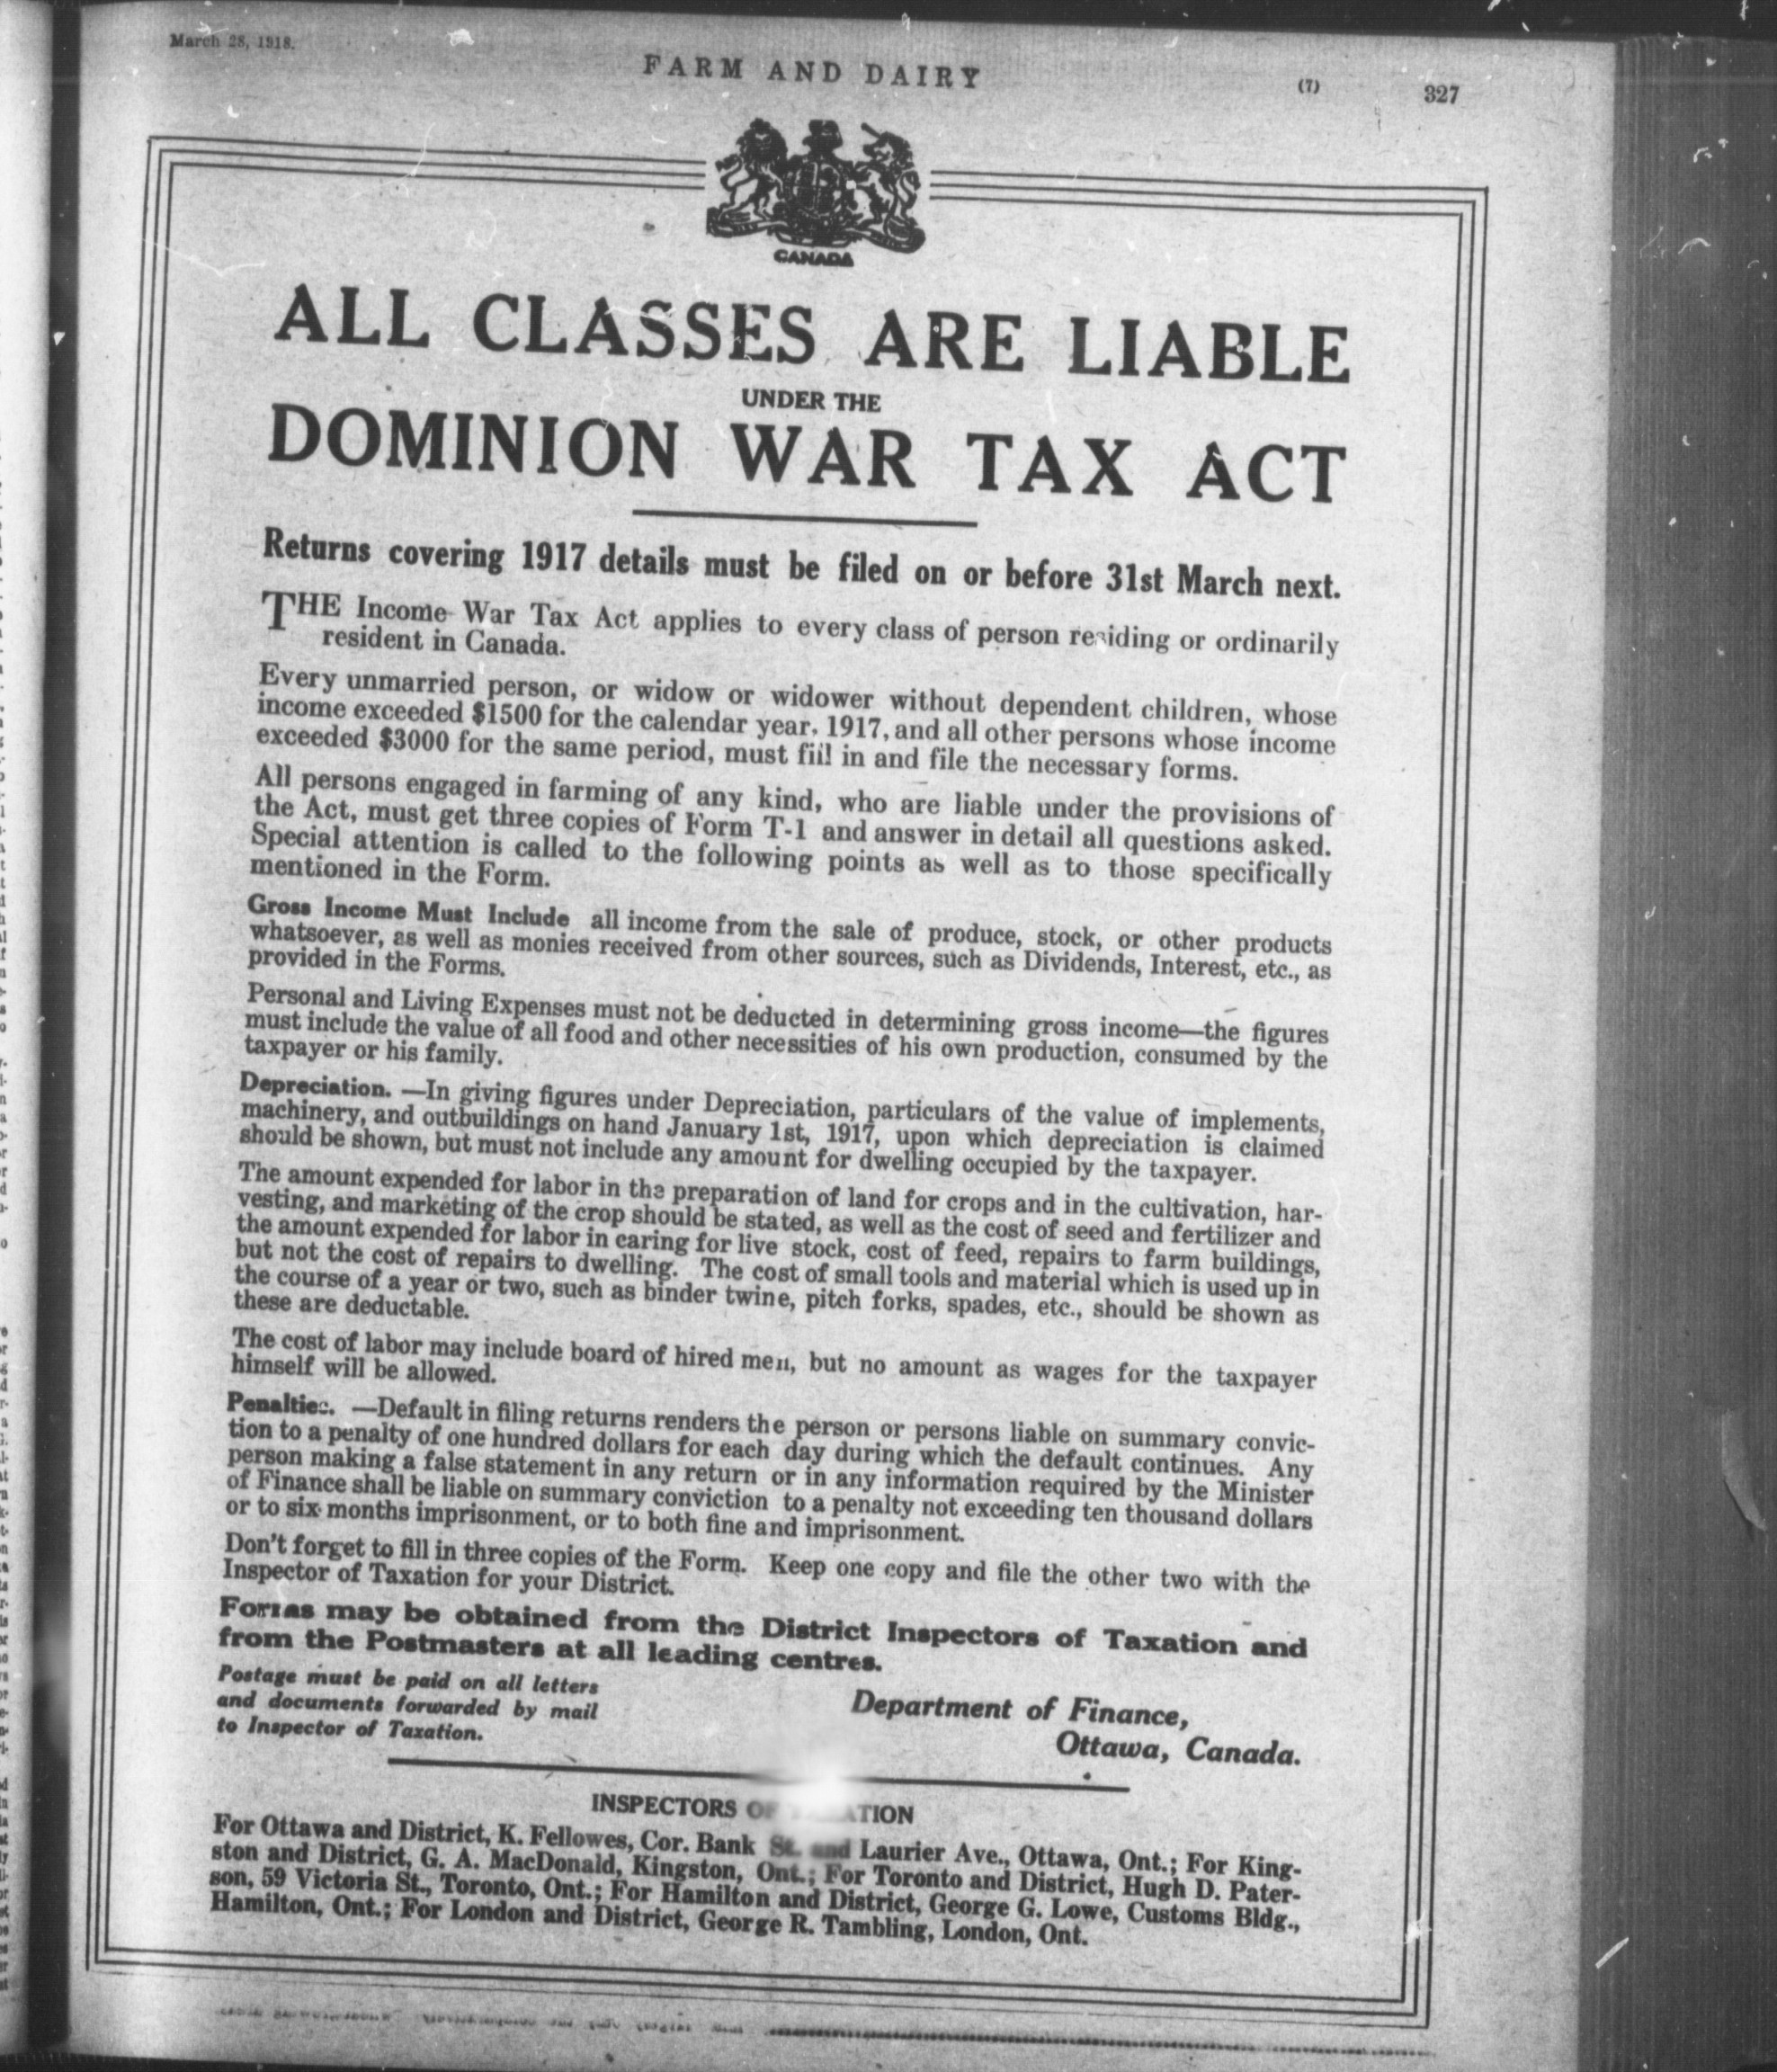 March 28, 1918.
FARM AND DAIRY
(7)
327
CANADA
ALL CLASSES ARE LIABLE
UNDER THE
DOMINION WAR TAX ACT
Returns covering 1917 details must be filed on or before 31st March next.
THE Income War Tax Act applies to every class of person residing or ordinarily
resident in Canada.
Every unmarried person, or widow or widower without dependent children, whose
income exceeded $1500 for the calendar year, 1917, and all other persons whose income
exceeded $3000 for the same period, must fill in and file the necessary forms.
All persons engaged in farming of any kind, who are liable under the provisions of
the Act, must get three copies of Form T-1 and answer in detail all questions asked.
Special attention is called to the following points as well as to those specifically
mentioned in the Form.
Gross Income Must Include all income from the sale of produce, stock, or other products
whatsoever, as well as monies received from other sources, such as Dividends, Interest, etc., as
provided in the Forms.
Personal and Living Expenses must not be deducted in determining gross income—the figures
must include the value of all food and other necessities of his own production, consumed by the
taxpayer or his family.
Depreciation. —In giving figures under Depreciation, particulars of the value of implements,
machinery, and outbuildings on hand January 1st, 1917, upon which depreciation is claimed
should be shown, but must not include any amount for dwelling occupied by the taxpayer.
The amount expended for labor in the preparation of land for crops and in the cultivation, har-
vesting, and marketing of the crop should be stated, as well as the cost of seed and fertilizer and
the amount expended for labor in caring for live stock, cost of feed, repairs to farm buildings,
but not the cost of repairs to dwelling. The cost of small tools and material which is used up in
the course of a year or two, such as binder twine, pitch forks, spades, etc., should be shown as
these are deductable.
The cost of labor may include board of hired men, but no amount as wages for the taxpayer
himself will be allowed.
Penalties. —Default in filing returns renders the person or persons liable on summary convic-
tion to a penalty of one hundred dollars for each day during which the default continues. Any
person making a false statement in any return or in any information required by the Minister
of Finance shall be liable on summary conviction to a penalty not exceeding ten thousand dollars
or to six months imprisonment, or to both fine and imprisonment.
Don't forget to fill in three copies of the Form. Keep one copy and file the other two with the
Inspector of Taxation for your District.
Forms may be obtained from the District Inspectors of Taxation and
from the Postmasters at all leading centres.
Postage must be paid on all letters
and documents forwarded by mail
to Inspector of Taxation.
Department of Finance,
Ottawa, Canada.
INSPECTORS OF TAXATION
For Ottawa and District, K. Fellowes, Cor. Bank St. and Laurier Ave., Ottawa, Ont.; For King-
ston and District, G. A. MacDonald, Kingston, Ont.; For Toronto and District, Hugh D. Pater-
son, 59 Victoria St., Toronto, Ont.; For Hamilton and District, George G. Lowe, Customs Bldg.,
Hamilton, Ont.; For London and District, George R. Tambling, London, Ont.